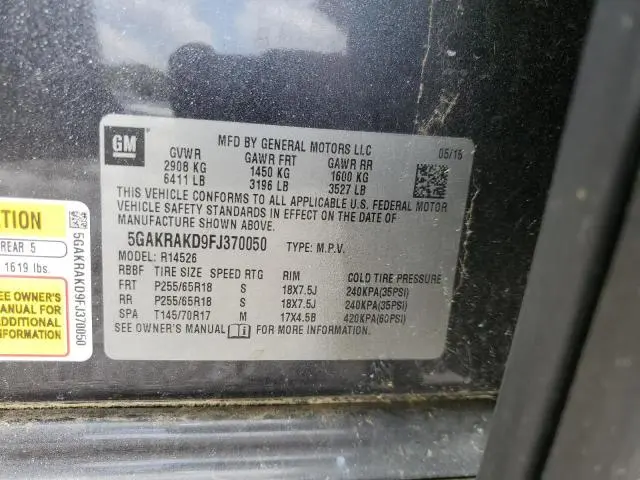 GM
MFD BY GENERAL MOTORS LLC
05/15
GVWR GAWR FRT GAWR RR
2908 KG 1450 KG 1600 KG
6411 LB 3196 LB 3527 LB
THIS VEHICLE CONFORMS TO ALL APPLICABLE U.S. FEDERAL MOTOR
VEHICLE SAFETY STANDARDS IN EFFECT ON THE DATE OF
MANUFACTURE SHOWN ABOVE.
5GAKRAKD9FJ370050 TYPE: M.P.V.
MODEL: R14526
RBBF TIRE SIZE SPEED RTG RIM COLD TIRE PRESSURE
FRT P255/65R18 S 18X7.5J 240KPA(35PSI)
RR P255/65R18 S 18X7.5J 240KPA(35PSI)
SPA T145/70R17 M 17X4.5B 420KPA(60PSI)
SEE OWNER'S MANUAL i FOR MORE INFORMATION.
TION
REAR 5
1619 lbs.
EE OWNER'S
MANUAL FOR
ADDITIONAL
FORMATION
5GAKRAKD9FJ370050